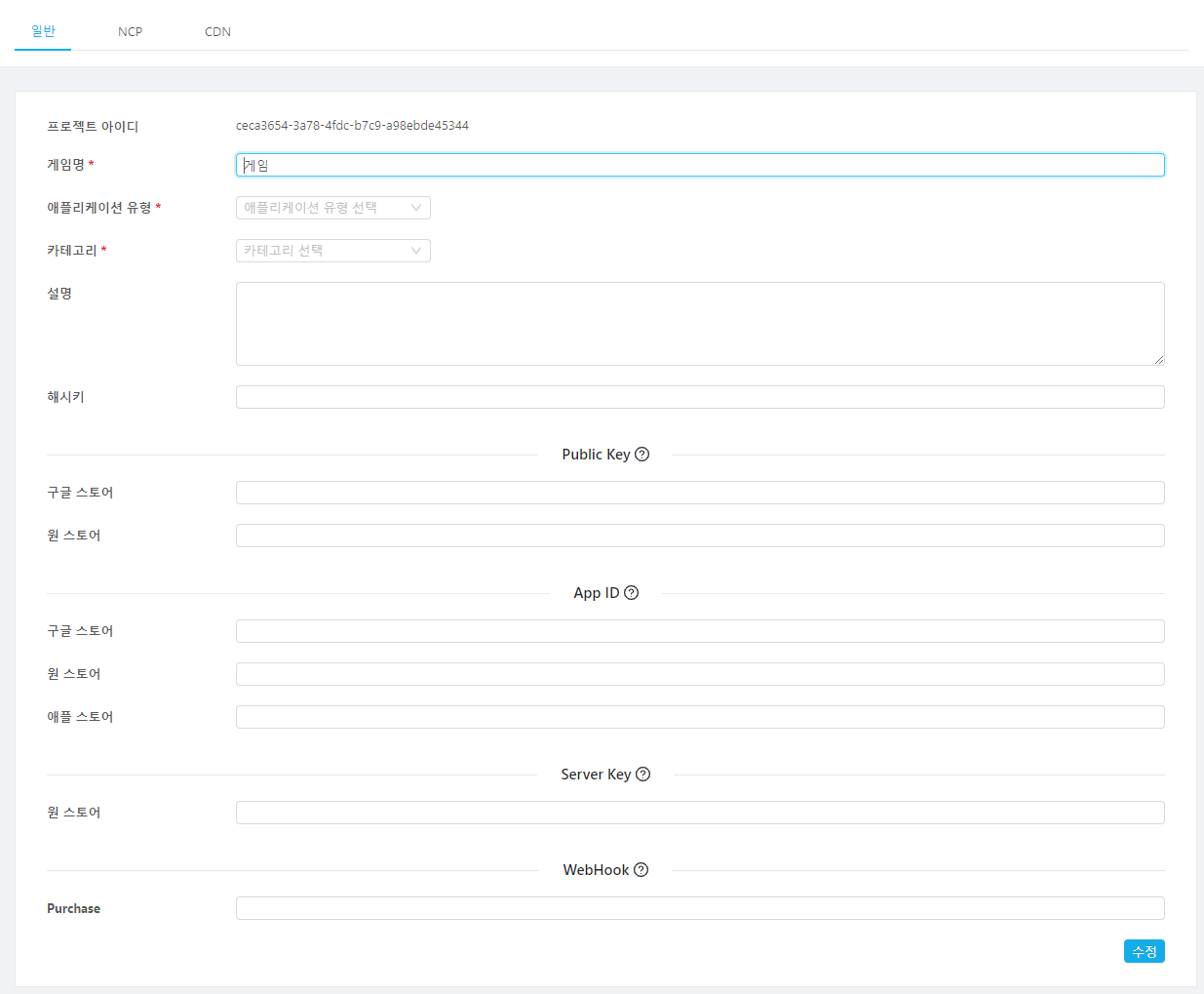 일반 NCP CDN
프로젝트 아이디 ceca3654-3a78-4fdc-b7c9-a98ebde45344
게임명 * 게임
애플리케이션 유형 * 애플리케이션 유형 선택
카테고리 * 카테고리 선택
설명
해시키
Public Key ?
구글 스토어
원 스토어
App ID ?
구글 스토어
원 스토어
애플 스토어
Server Key ?
원 스토어
WebHook ?
Purchase
수정